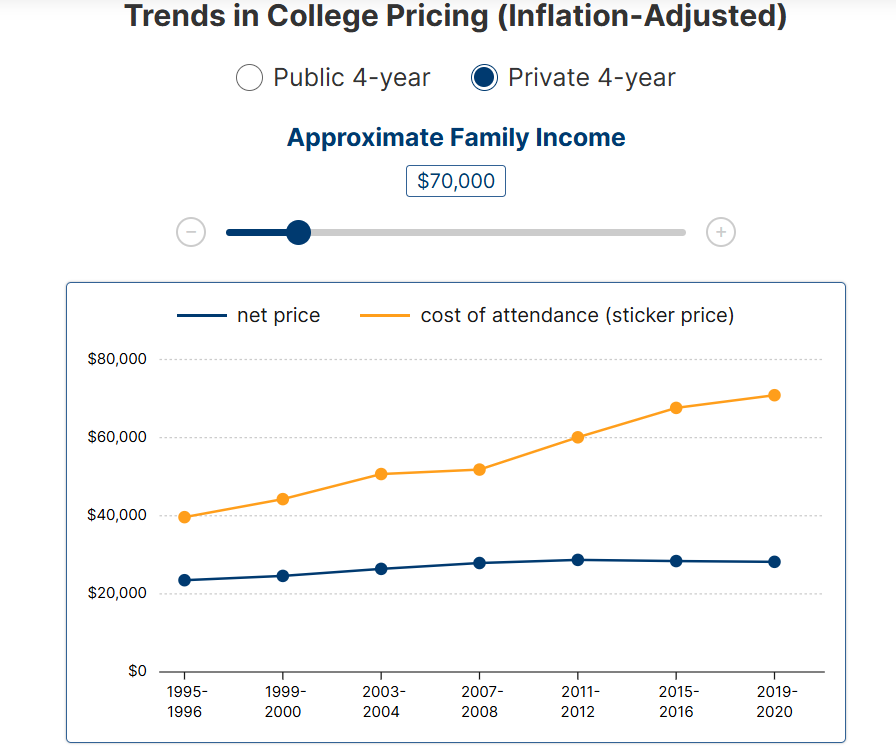 Trends in College Pricing (Inflation-Adjusted)
Public 4-year Private 4-year
Approximate Family Income
$70,000
− +
net price cost of attendance (sticker price)
$80,000
$60,000
$40,000
$20,000
$0
1995- 1999- 2003- 2007- 2011- 2015- 2019-
1996 2000 2004 2008 2012 2016 2020